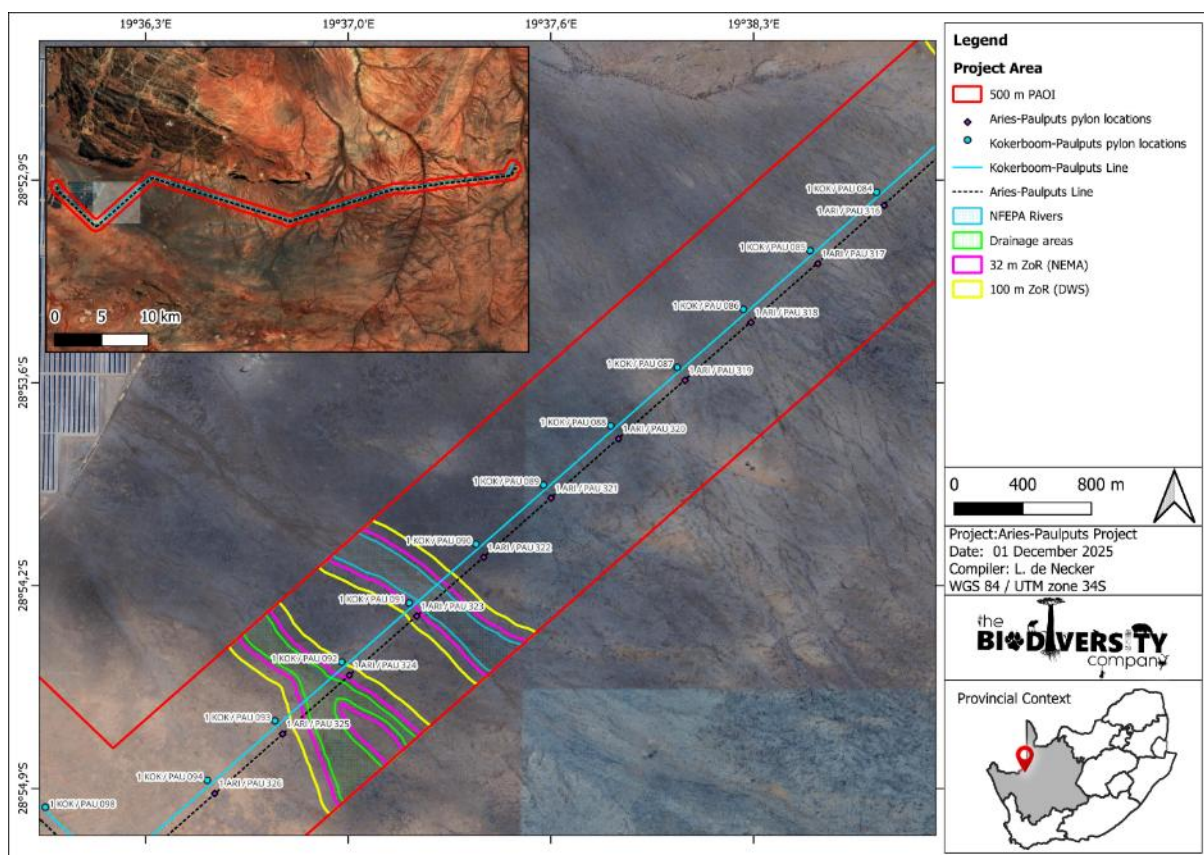 19°36,3'E
19°37,0'E
19°37,6'E
19°38,3'E
28°52,9'S
28°53,6'S
28°54,2'S
28°54,9'S
0 5 10 km
1 KOK / PAU 084
1 ARI / PAU 316
1 KOK / PAU 085
1 ARI / PAU 317
1 KOK / PAU 086
1 ARI / PAU 318
1 KOK / PAU 087
1 ARI / PAU 319
1 KOK / PAU 088
1 ARI / PAU 320
1 KOK / PAU 089
1 ARI / PAU 321
1 KOK / PAU 090
1 ARI / PAU 322
1 KOK / PAU 091
1 ARI / PAU 323
1 KOK / PAU 092
1 ARI / PAU 324
1 KOK / PAU 093
1 ARI / PAU 325
1 KOK / PAU 094
1 ARI / PAU 326
1 KOK / PAU 098
Legend
Project Area
500 m PAOI
Aries-Paulputs pylon locations
Kokerboom-Paulputs pylon locations
Kokerboom-Paulputs Line
Aries-Paulputs Line
NFEPA Rivers
Drainage areas
32 m ZoR (NEMA)
100 m ZoR (DWS)
0 400 800 m
Project:Aries-Paulputs Project
Date: 01 December 2025
Compiler: L. de Necker
WGS 84 / UTM zone 34S
the
BIODIVERSITY
company
Provincial Context